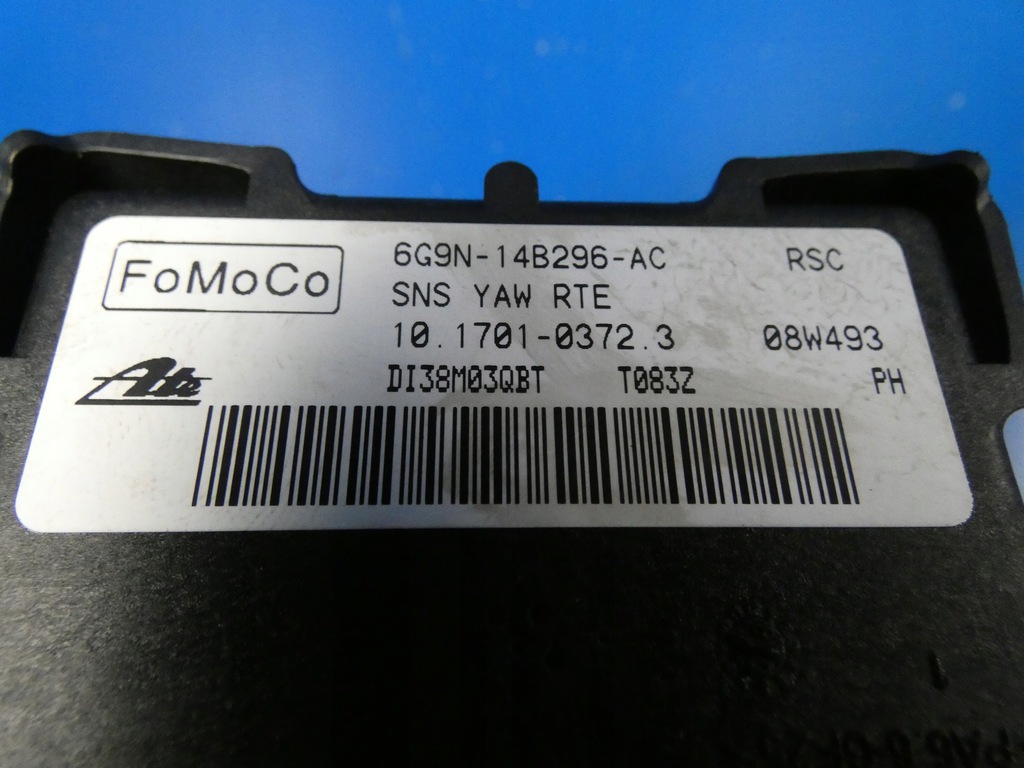 FoMoCo
6G9N-14B296-AC RSC
SNS YAW RTE
10.1701-0372.3 08W493
Ate
DI38M03QBT T083Z PH